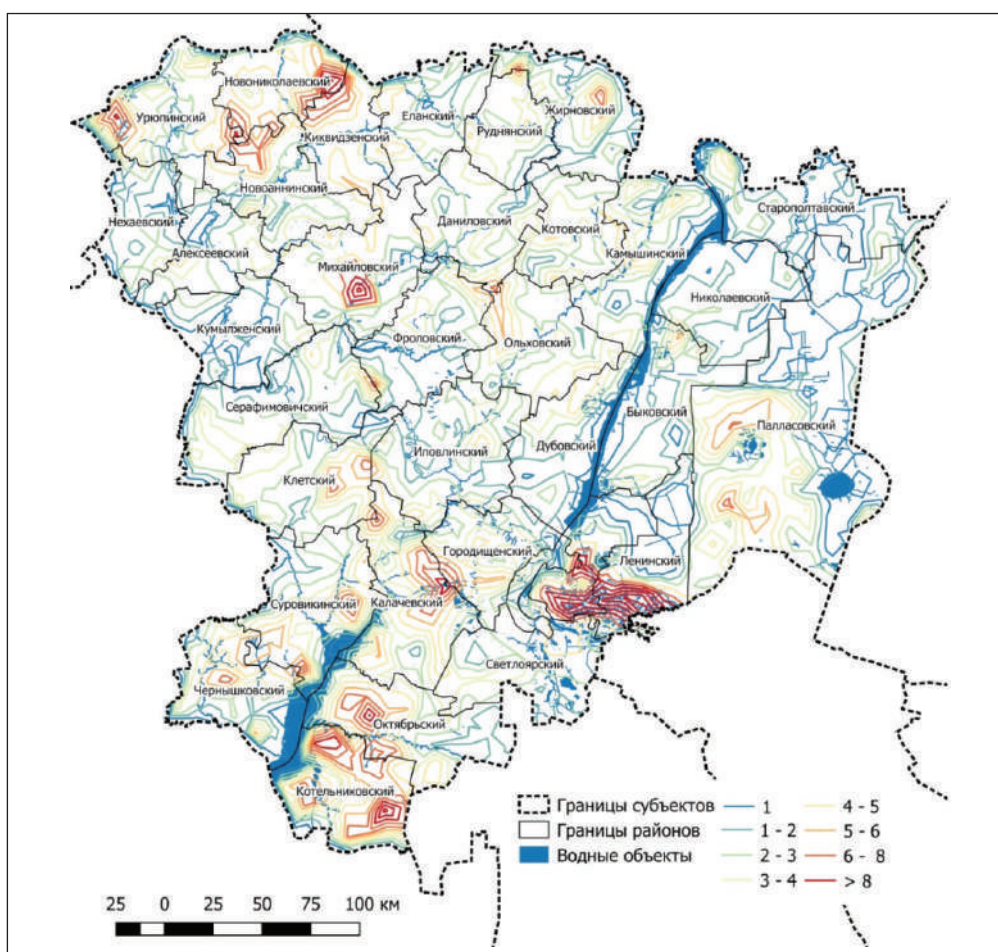 Новониколаевский
Урюпинский
Еланский
Жирновский
Руднянский
Киквидзенский
Новоаннинский
Нехаевский
Старополтавский
Даниловский
Котовский
Алексеевский
Камышинский
Михайловский
Николаевский
Кумылженский
Фроловский
Ольховский
Серафимовичский
Быковский
Палласовский
Дубовский
Иловлинский
Клетский
Городищенский
Ленинский
Суровикинский
Калачевский
Светлоярский
Чернышковский
Октябрьский
Котельниковский
Границы субъектов
Границы районов
Водные объекты
1
1 - 2
2 - 3
3 - 4
4 - 5
5 - 6
6 - 8
> 8
25 0 25 50 75 100 км